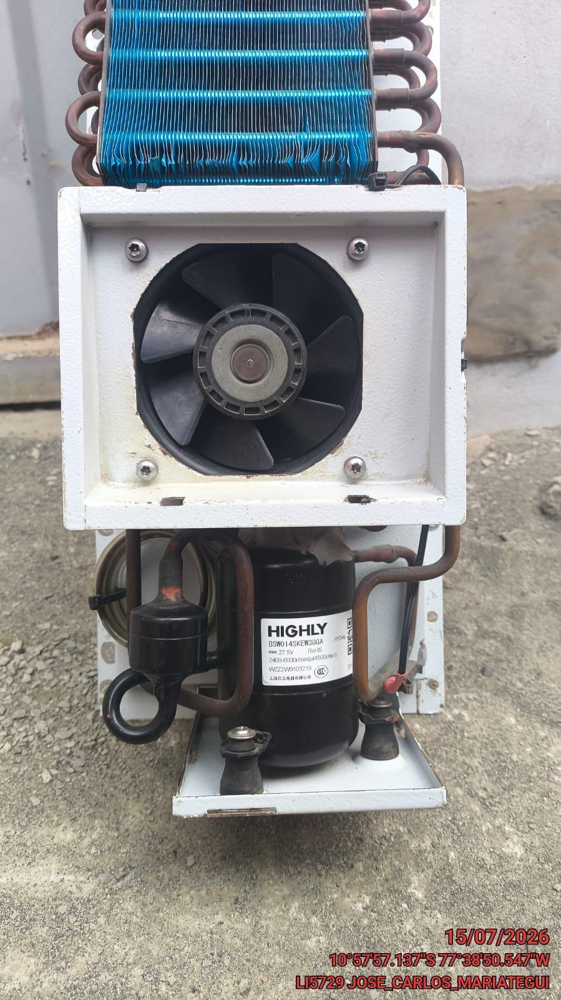 HIGHLY
BSW014SKEW3GGA
R134a
27.5V RoHS
2400-6000r/min(at4500r/min)
WZZ2W0103219
上海日立电器有限公司
15/07/2026
10°57'57.137"S 77°38'50.547"W
LI5729 JOSE_CARLOS_MARIATEGUI